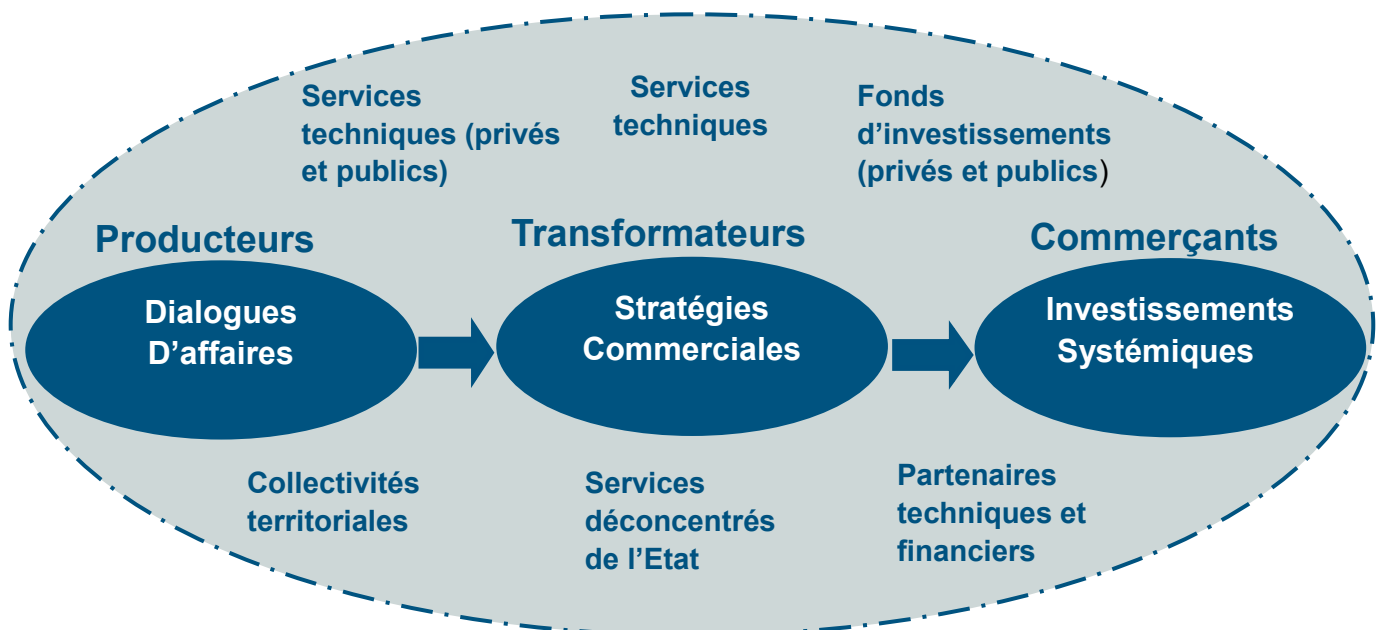 Services
techniques (privés
et publics)
Services
techniques
Fonds
d’investissements
(privés et publics)
Producteurs
Transformateurs
Commerçants
Dialogues
D’affaires
Stratégies
Commerciales
Investissements
Systémiques
Collectivités
territoriales
Services
déconcentrés
de l’Etat
Partenaires
techniques et
financiers